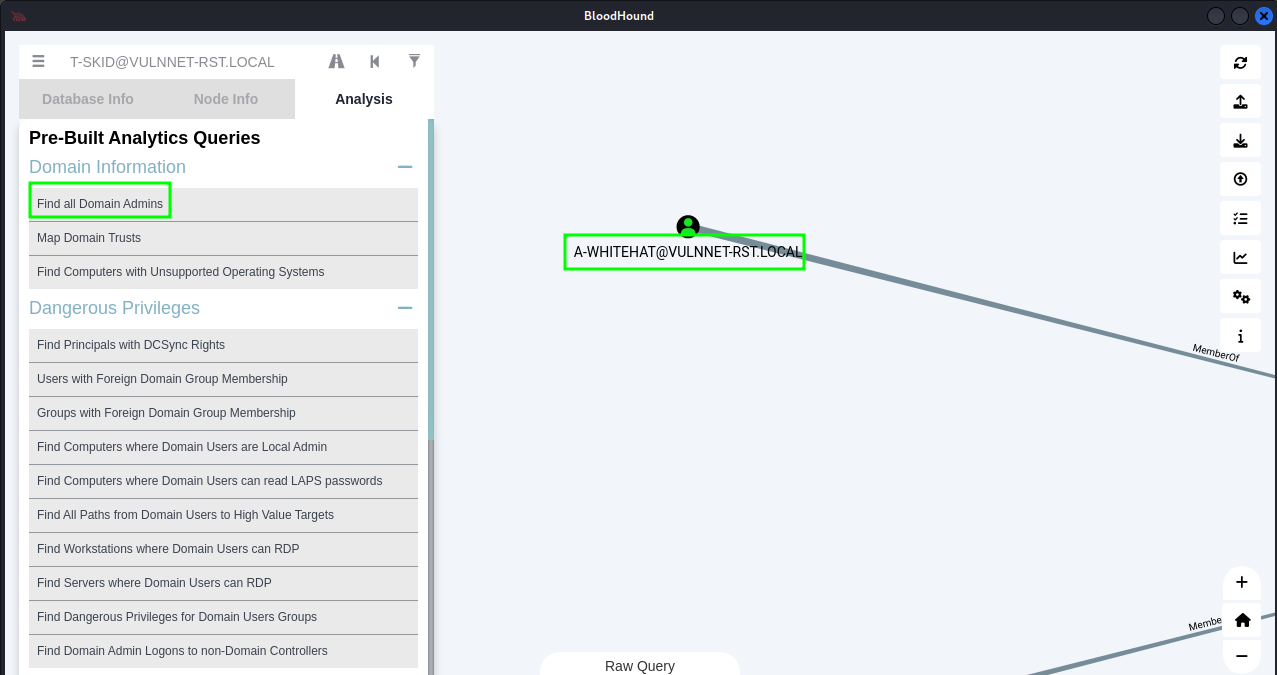 BloodHound
T-SKID@VULNNET-RST.LOCAL
Database Info
Node Info
Analysis
Pre-Built Analytics Queries
Domain Information
Find all Domain Admins
Map Domain Trusts
Find Computers with Unsupported Operating Systems
Dangerous Privileges
Find Principals with DCSync Rights
Users with Foreign Domain Group Membership
Groups with Foreign Domain Group Membership
Find Computers where Domain Users are Local Admin
Find Computers where Domain Users can read LAPS passwords
Find All Paths from Domain Users to High Value Targets
Find Workstations where Domain Users can RDP
Find Servers where Domain Users can RDP
Find Dangerous Privileges for Domain Users Groups
Find Domain Admin Logons to non-Domain Controllers
A-WHITEHAT@VULNNET-RST.LOCAL
MemberOf
Membe
Raw Query